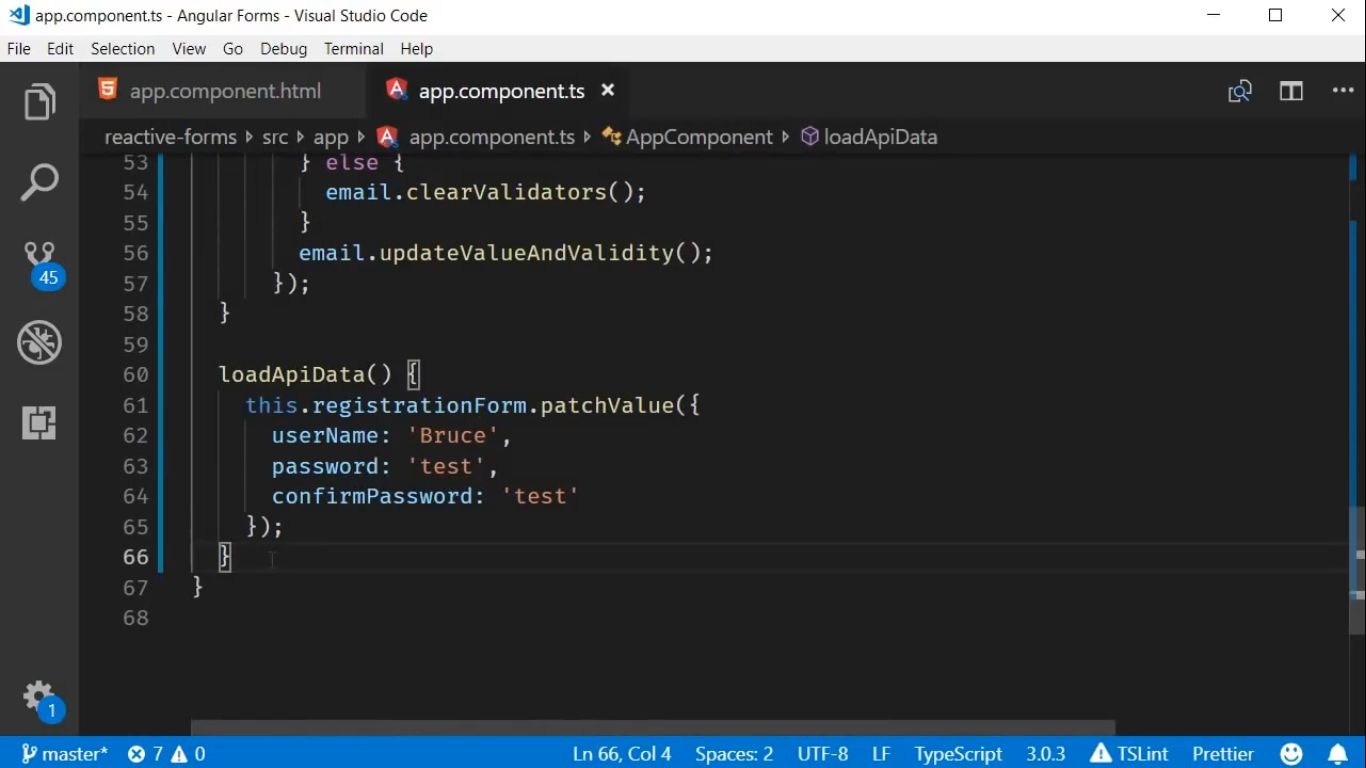 app.component.ts - Angular Forms - Visual Studio Code
File Edit Selection View Go Debug Terminal Help
app.component.html app.component.ts
reactive-forms src app app.component.ts AppComponent loadApiData
53 } else {
54 email.clearValidators();
55 }
56 email.updateValueAndValidity();
57 });
58 }
59
60 loadApiData() {
61 this.registrationForm.patchValue({
62 userName: 'Bruce',
63 password: 'test',
64 confirmPassword: 'test'
65 });
66 }
67 }
68
45
1
master* 7 0 Ln 66, Col 4 Spaces: 2 UTF-8 LF TypeScript 3.0.3 TSLint Prettier